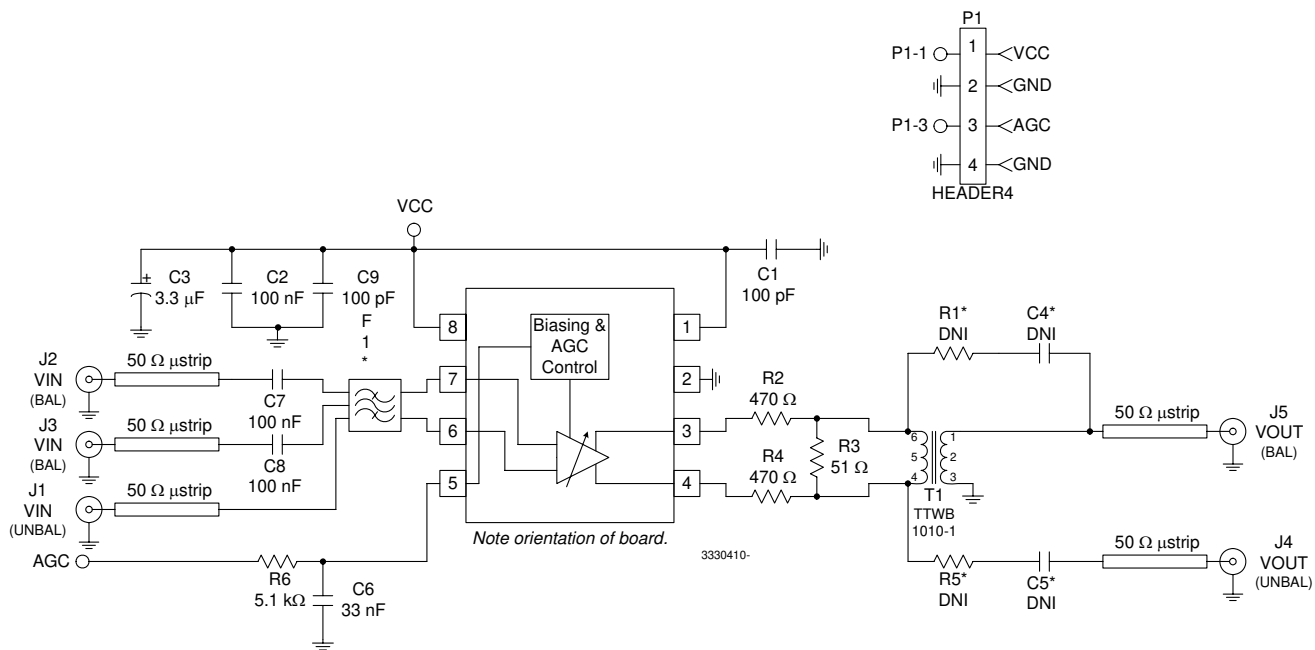 P1
P1-1
1
VCC
2
GND
P1-3
3
AGC
4
GND
HEADER4
VCC
+
C3
3.3 μF
C2
100 nF
C9
100 pF
F
1
*
C1
100 pF
8
1
Biasing &
AGC
Control
7
2
6
3
5
4
Note orientation of board.
3330410-
J2
VIN
(BAL)
50 Ω μstrip
C7
100 nF
J3
VIN
(BAL)
50 Ω μstrip
C8
100 nF
J1
VIN
(UNBAL)
50 Ω μstrip
AGC
R6
5.1 kΩ
C6
33 nF
R2
470 Ω
R4
470 Ω
R3
51 Ω
R1*
DNI
C4*
DNI
6
5
4
1
2
3
T1
TTWB
1010-1
50 Ω μstrip
J5
VOUT
(BAL)
R5*
DNI
C5*
DNI
50 Ω μstrip
J4
VOUT
(UNBAL)